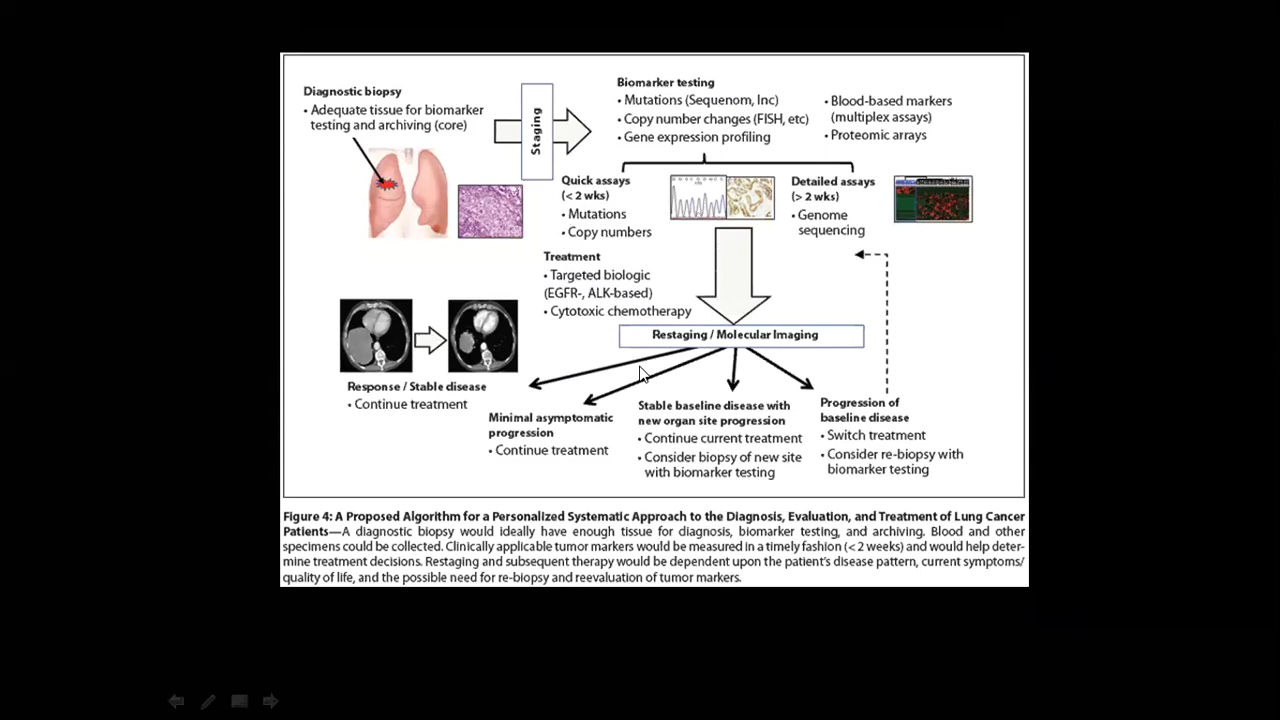 Diagnostic biopsy
• Adequate tissue for biomarker
testing and archiving (core)
Staging
Biomarker testing
• Mutations (Sequenom, Inc)
• Copy number changes (FISH, etc)
• Gene expression profiling
• Blood-based markers
(multiplex assays)
• Proteomic arrays
Quick assays
(< 2 wks)
• Mutations
• Copy numbers
Detailed assays
(> 2 wks)
• Genome
sequencing
Treatment
• Targeted biologic
(EGFR-, ALK-based)
• Cytotoxic chemotherapy
Restaging / Molecular Imaging
Response / Stable disease
• Continue treatment
Minimal asymptomatic
progression
• Continue treatment
Stable baseline disease with
new organ site progression
• Continue current treatment
• Consider biopsy of new site
with biomarker testing
Progression of
baseline disease
• Switch treatment
• Consider re-biopsy with
biomarker testing
Figure 4: A Proposed Algorithm for a Personalized Systematic Approach to the Diagnosis, Evaluation, and Treatment of Lung Cancer
Patients—A diagnostic biopsy would ideally have enough tissue for diagnosis, biomarker testing, and archiving. Blood and other
specimens could be collected. Clinically applicable tumor markers would be measured in a timely fashion (< 2 weeks) and would help deter-
mine treatment decisions. Restaging and subsequent therapy would be dependent upon the patient's disease pattern, current symptoms/
quality of life, and the possible need for re-biopsy and reevaluation of tumor markers.